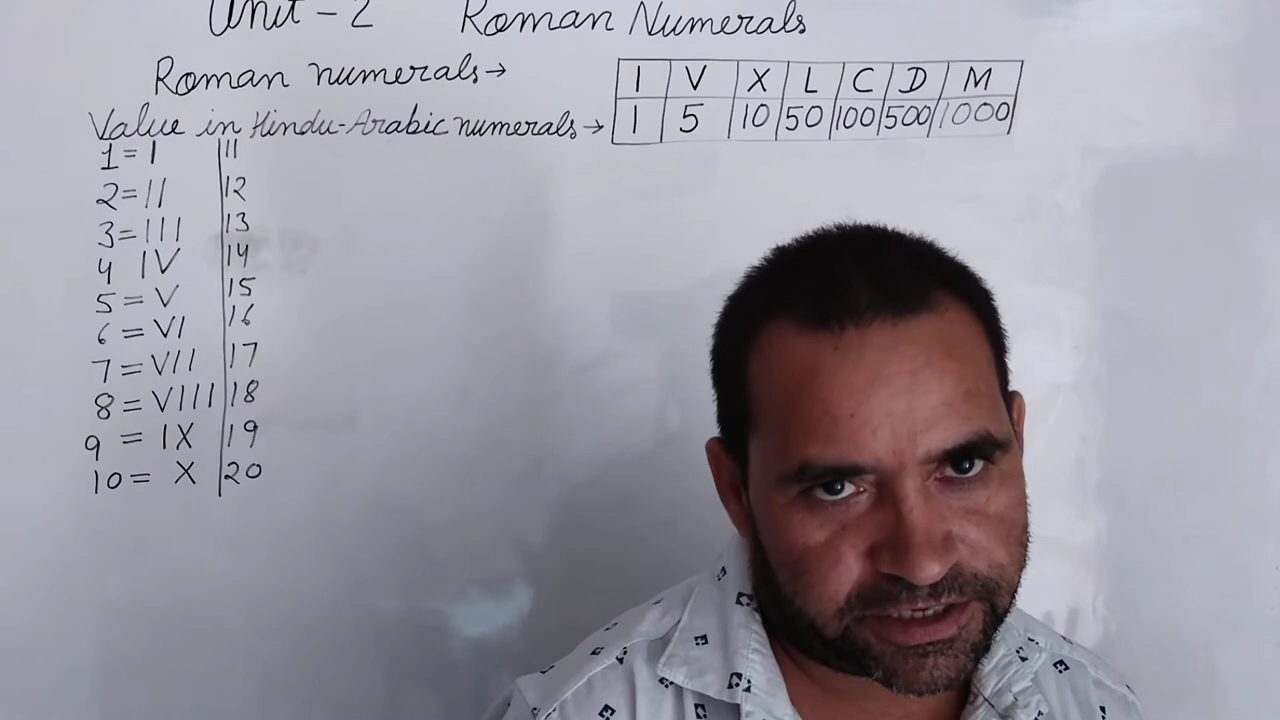 Unit - 2 Roman Numerals
Roman numerals→ I V X L C D M
Value in Hindu-Arabic numerals→ 1 5 10 50 100 500 1000
1 = I 11
2 = II 12
3 = III 13
4 IV 14
5 = V 15
6 = VI 16
7 = VII 17
8 = VIII 18
9 = IX 19
10 = X 20